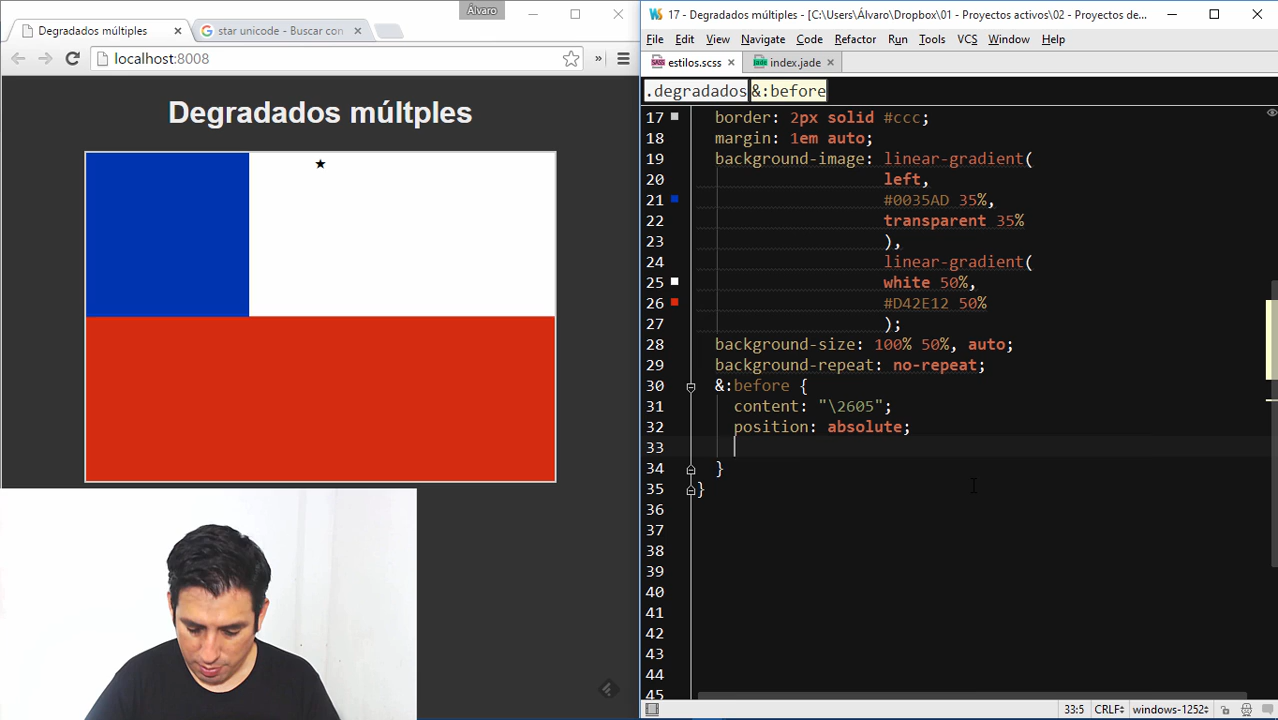 Álvaro
Degradados múltiples
star unicode - Buscar con
localhost:8008
Degradados múltples
★
17 - Degradados múltiples - [C:\Users\Álvaro\Dropbox\01 - Proyectos activos\02 - Proyectos de...
File Edit View Navigate Code Refactor Run Tools VCS Window Help
estilos.scss
index.jade
.degradados &:before
17 border: 2px solid #ccc;
18 margin: 1em auto;
19 background-image: linear-gradient(
20 left,
21 #0035AD 35%,
22 transparent 35%
23 ),
24 linear-gradient(
25 white 50%,
26 #D42E12 50%
27 );
28 background-size: 100% 50%, auto;
29 background-repeat: no-repeat;
30 &:before {
31 content: "\2605";
32 position: absolute;
33
34 }
35 }
36
37
38
39
40
41
42
43
44
45
33:5 CRLF windows-1252